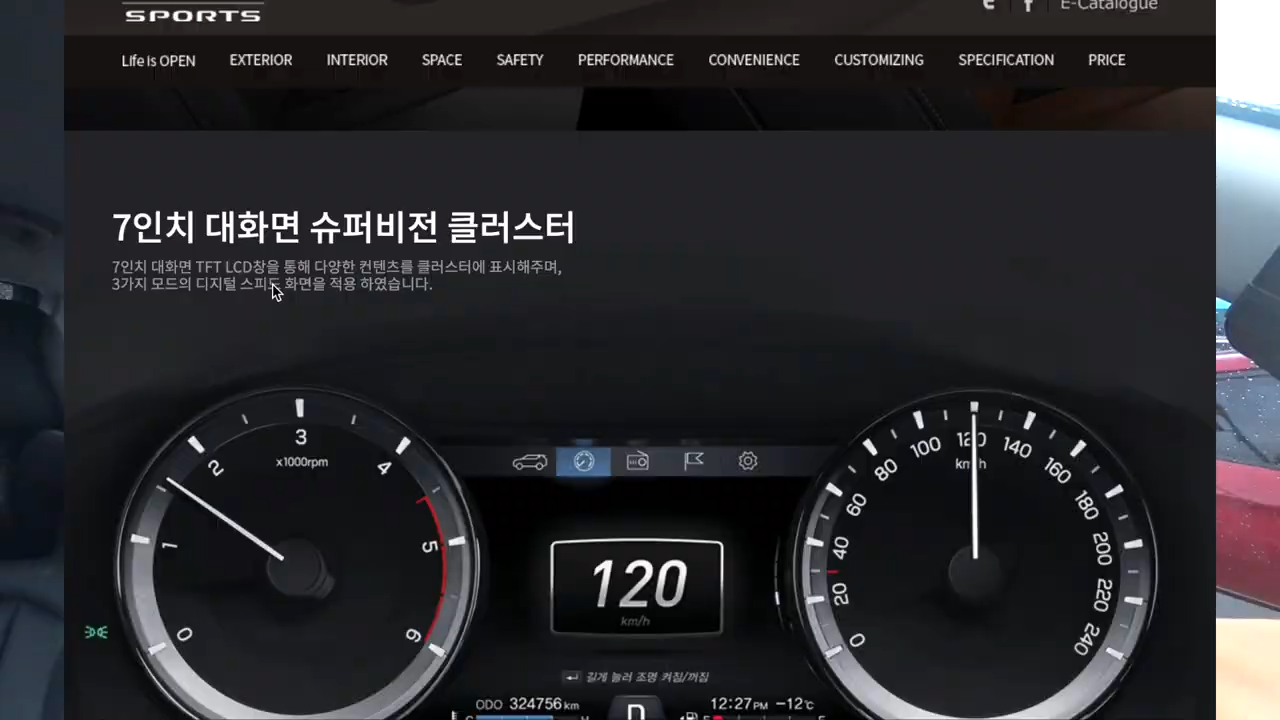 SPORTS
E-Catalogue
Life is OPEN EXTERIOR INTERIOR SPACE SAFETY PERFORMANCE CONVENIENCE CUSTOMIZING SPECIFICATION PRICE
7인치 대화면 슈퍼비전 클러스터
7인치 대화면 TFT LCD창을 통해 다양한 컨텐츠를 클러스터에 표시해주며,
3가지 모드의 디지털 스피드 화면을 적용 하였습니다.
0 1 2 3 4 5 6
x1000rpm
120
km/h
0 20 40 60 80 100 120 140 160 180 200 220 240
km/h
길게 눌러 조명 켜짐/꺼짐
ODO 324756 km
12:27 PM -12℃
C H
D
E F